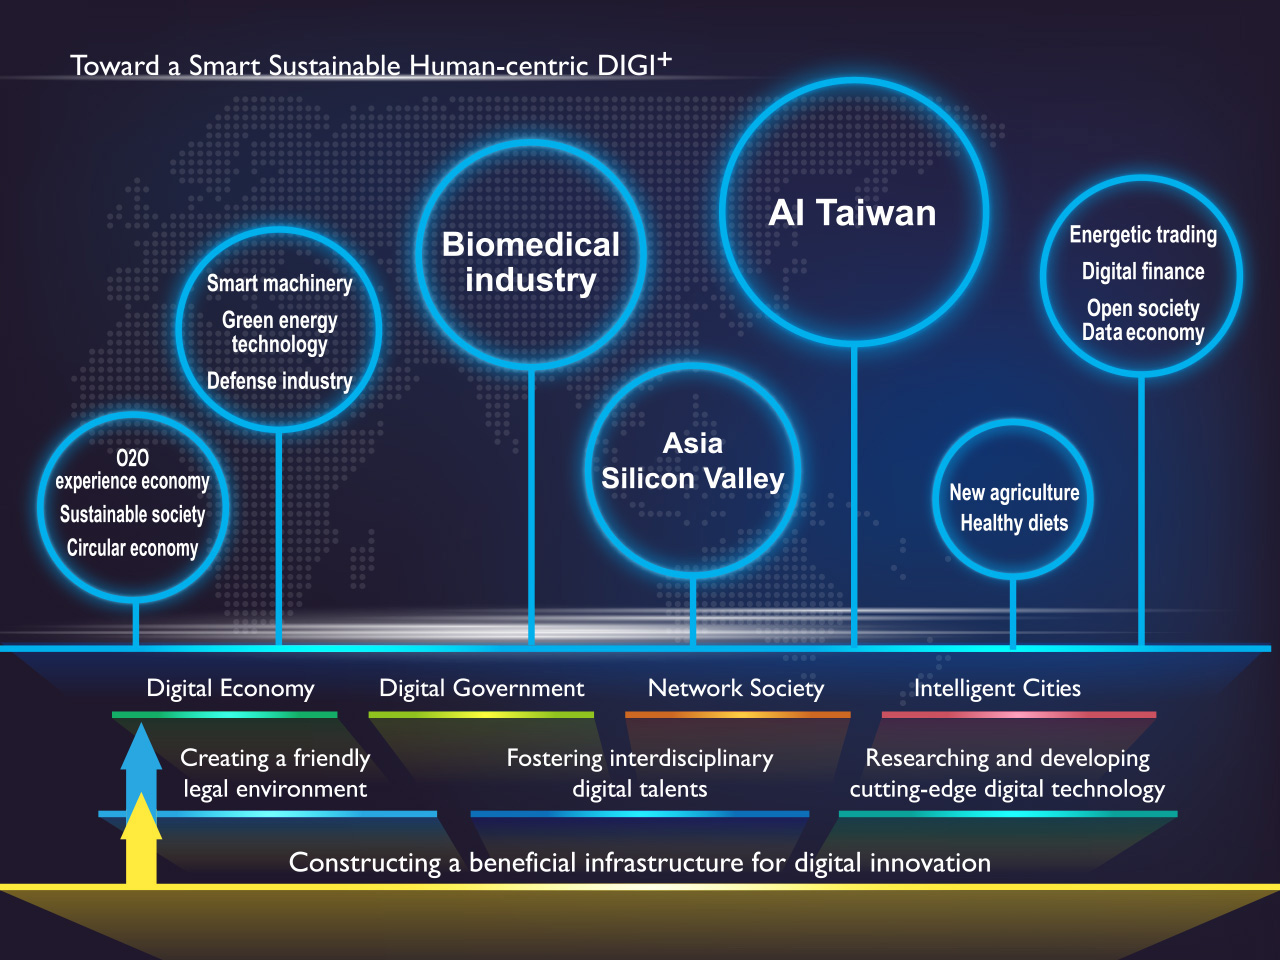 Toward a Smart Sustainable Human-centric DIGI+
O2O
experience economy
Sustainable society
Circular economy
Smart machinery
Green energy
technology
Defense industry
Biomedical
industry
Asia
Silicon Valley
AI Taiwan
New agriculture
Healthy diets
Energetic trading
Digital finance
Open society
Data economy
Digital Economy
Digital Government
Network Society
Intelligent Cities
Creating a friendly
legal environment
Fostering interdisciplinary
digital talents
Researching and developing
cutting-edge digital technology
Constructing a beneficial infrastructure for digital innovation